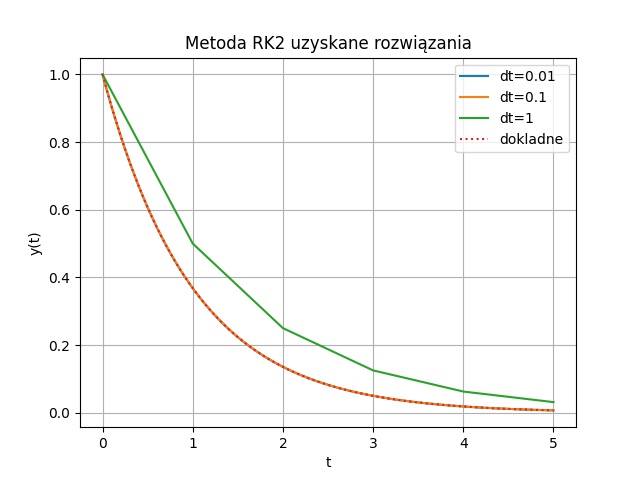 Metoda RK2 uzyskane rozwiązania
dt=0.01
dt=0.1
dt=1
dokladne
1.0
0.8
0.6
0.4
0.2
0.0
y(t)
0 1 2 3 4 5
t